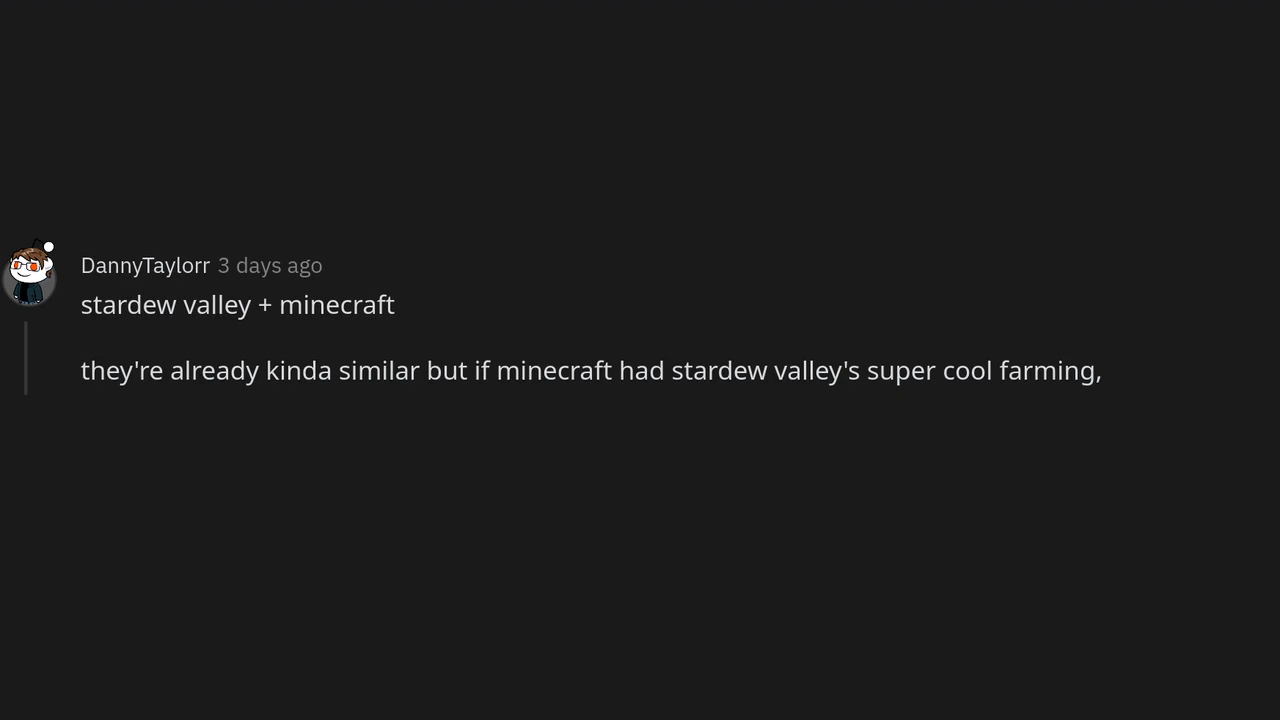 DannyTaylorr 3 days ago
stardew valley + minecraft
they're already kinda similar but if minecraft had stardew valley's super cool farming,